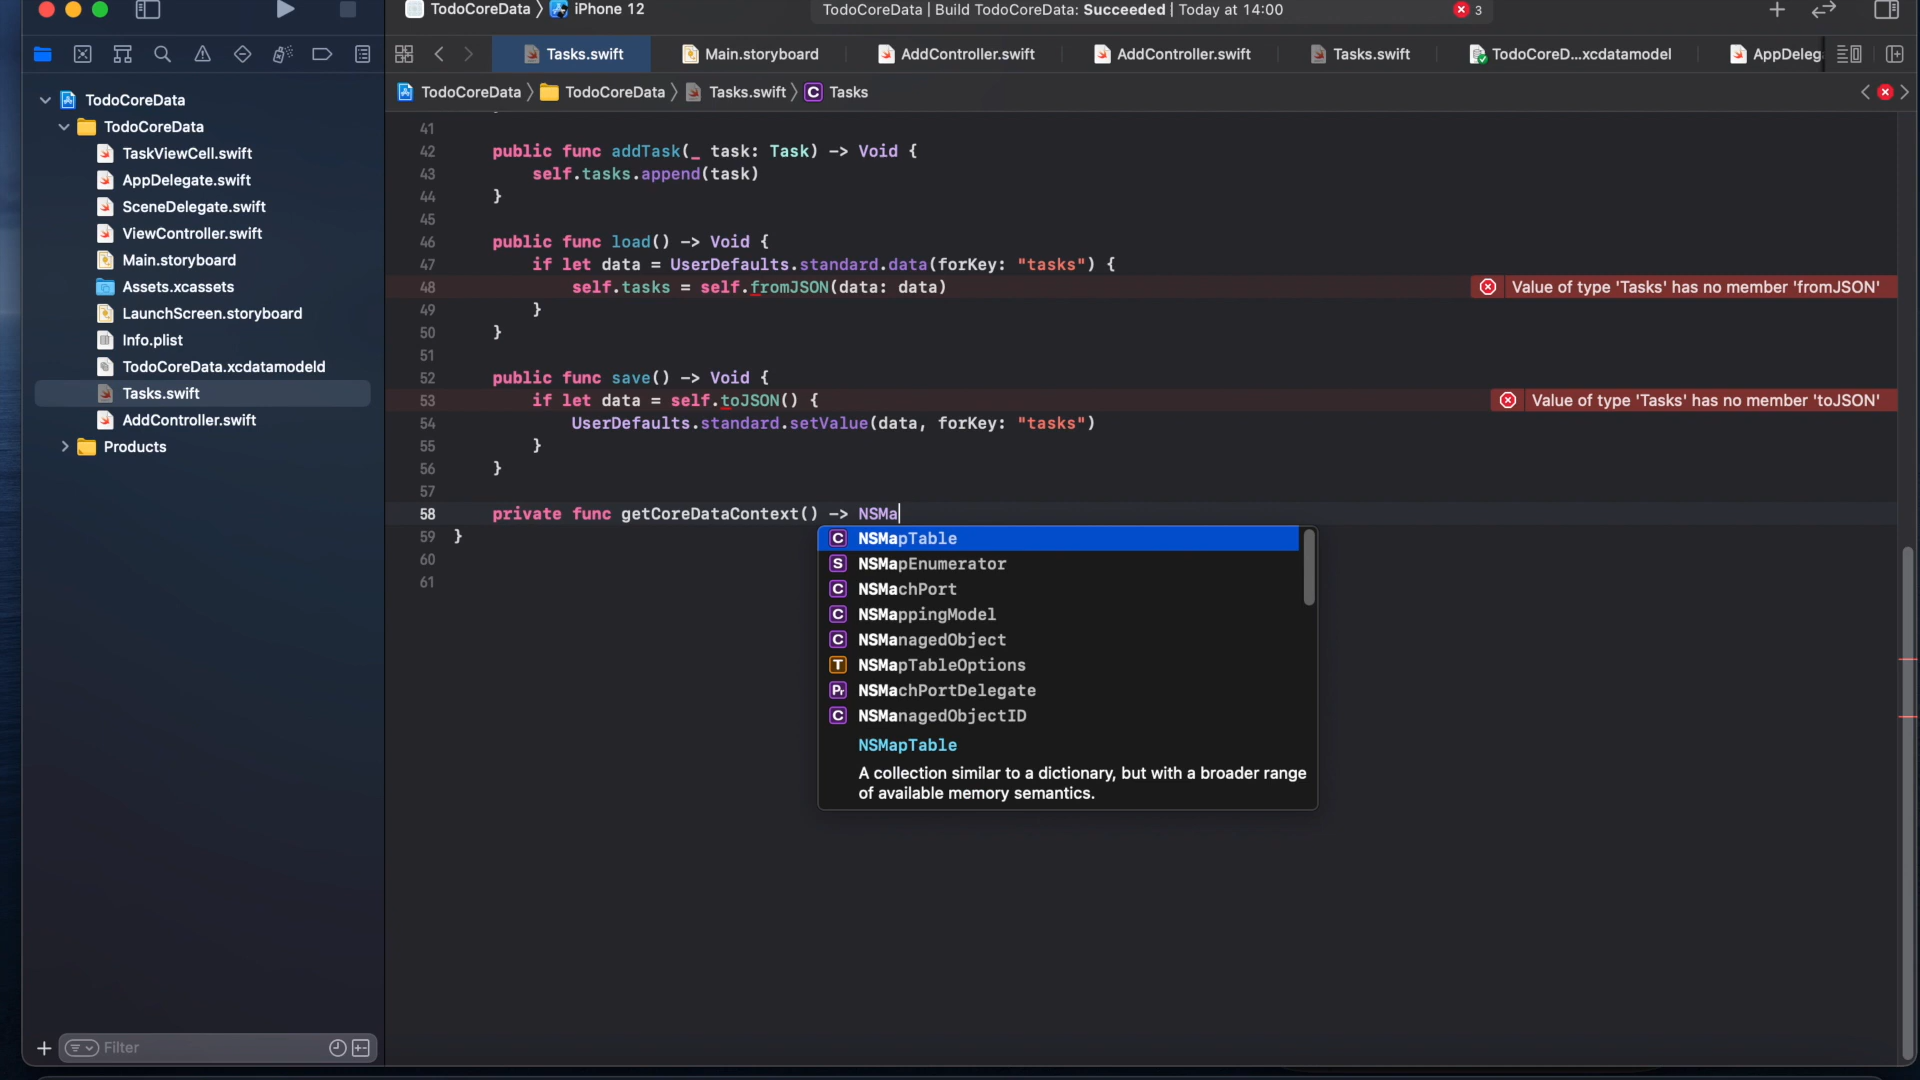 TodoCoreData 〉 iPhone 12
TodoCoreData | Build TodoCoreData: Succeeded | Today at 14:00
3
Tasks.swift
Main.storyboard
AddController.swift
AddController.swift
Tasks.swift
TodoCoreD...xcdatamodel
AppDeleg
TodoCoreData 〉 TodoCoreData 〉 Tasks.swift 〉 C Tasks
TodoCoreData
TodoCoreData
TaskViewCell.swift
AppDelegate.swift
SceneDelegate.swift
ViewController.swift
Main.storyboard
Assets.xcassets
LaunchScreen.storyboard
Info.plist
TodoCoreData.xcdatamodeld
Tasks.swift
AddController.swift
Products
Filter
41
42 public func addTask(_ task: Task) -> Void {
43 self.tasks.append(task)
44 }
45
46 public func load() -> Void {
47 if let data = UserDefaults.standard.data(forKey: "tasks") {
48 self.tasks = self.fromJSON(data: data)
Value of type 'Tasks' has no member 'fromJSON'
49 }
50 }
51
52 public func save() -> Void {
53 if let data = self.toJSON() {
Value of type 'Tasks' has no member 'toJSON'
54 UserDefaults.standard.setValue(data, forKey: "tasks")
55 }
56 }
57
58 private func getCoreDataContext() -> NSMa
59 }
60
61
C NSMapTable
S NSMapEnumerator
C NSMachPort
C NSMappingModel
C NSManagedObject
T NSMapTableOptions
Pr NSMachPortDelegate
C NSManagedObjectID
NSMapTable
A collection similar to a dictionary, but with a broader range
of available memory semantics.